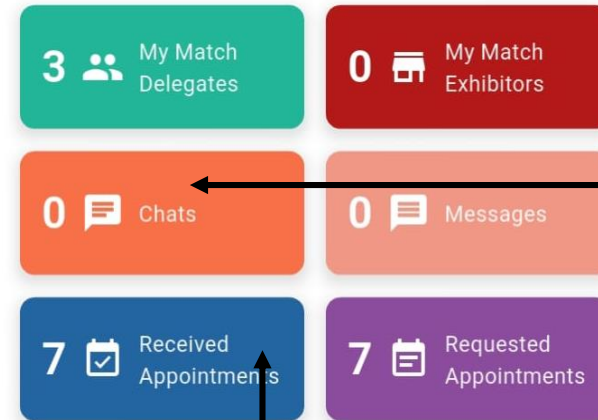 3 My Match
Delegates
0 My Match
Exhibitors
0 Chats
0 Messages
7 Received
Appointments
7 Requested
Appointments